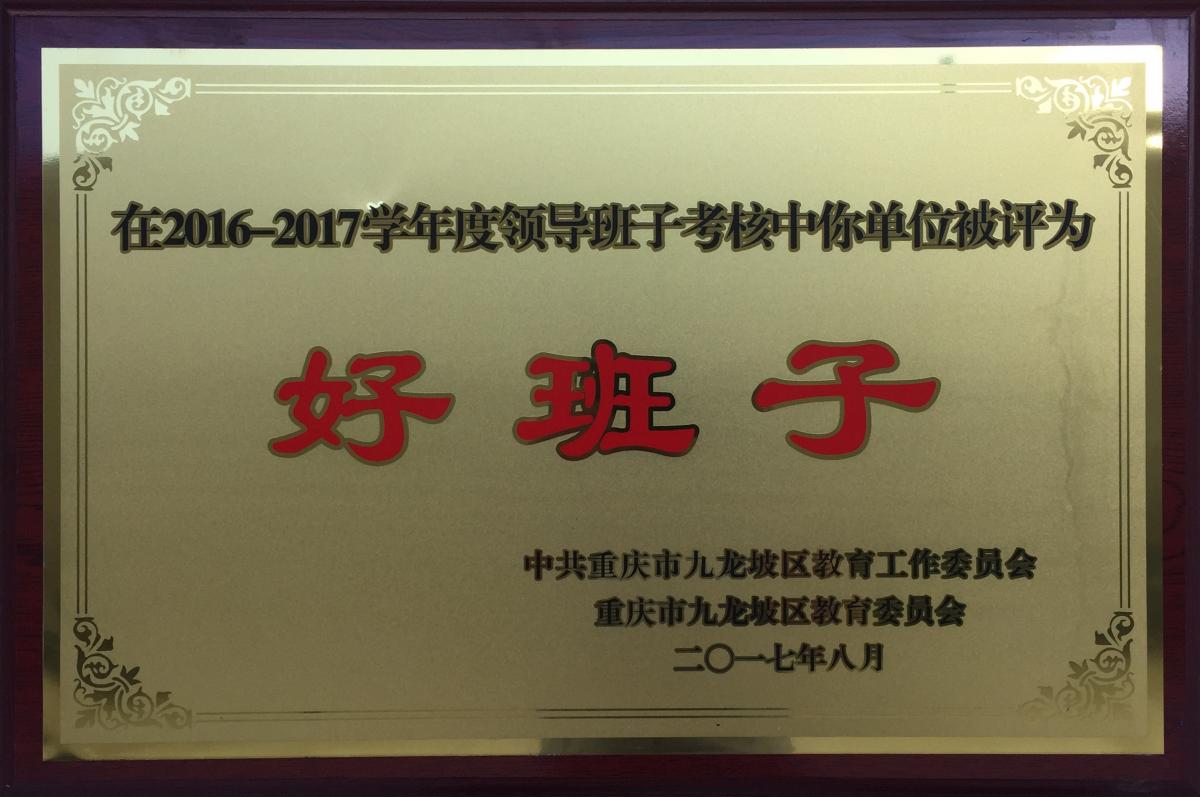 在2016-2017学年度领导班子考核中你单位被评为
好班子
中共重庆市九龙坡区教育工作委员会
重庆市九龙坡区教育委员会
二〇一七年八月